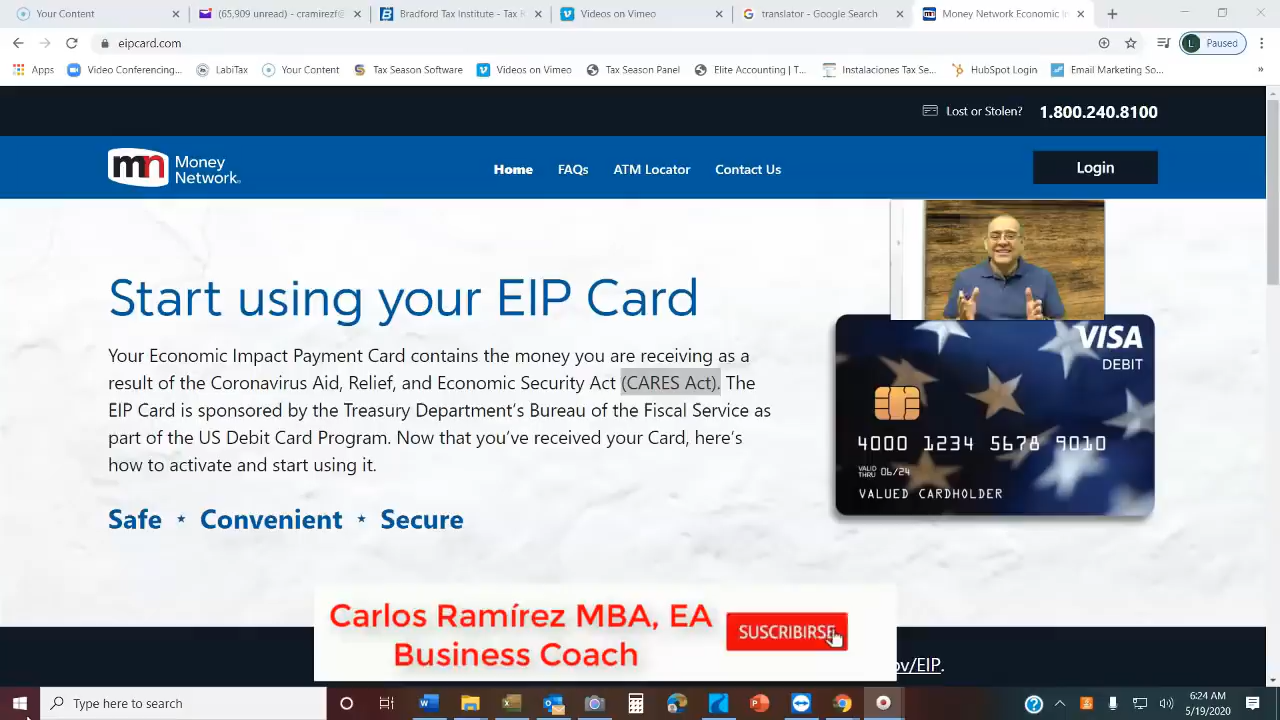 Your Content
(65,909 unread) - cramirezf@
Bradford Tax Institute - Tax
Videos on Vimeo
translator - Google Search
Money Network Economic I
eipcard.com
Paused
Apps
Video Conferencing...
LabiTax
Your Content
Tax Season Software
Videos on Vimeo
Tax Season Panel
Elite Accounting | T...
Instalaciones Tax Se...
HubSpot Login
Email Marketing So...
Lost or Stolen? 1.800.240.8100
mn Money Network
Home FAQs ATM Locator Contact Us
Login
Start using your EIP Card
Your Economic Impact Payment Card contains the money you are receiving as a
result of the Coronavirus Aid, Relief, and Economic Security Act (CARES Act). The
EIP Card is sponsored by the Treasury Department's Bureau of the Fiscal Service as
part of the US Debit Card Program. Now that you've received your Card, here's
how to activate and start using it.
Safe * Convenient * Secure
VISA
DEBIT
4000 1234 5678 9010
VALID THRU 06/24
VALUED CARDHOLDER
Carlos Ramírez MBA, EA
Business Coach
SUSCRIBIRSE
ov/EIP.
Type here to search
6:24 AM
5/19/2020